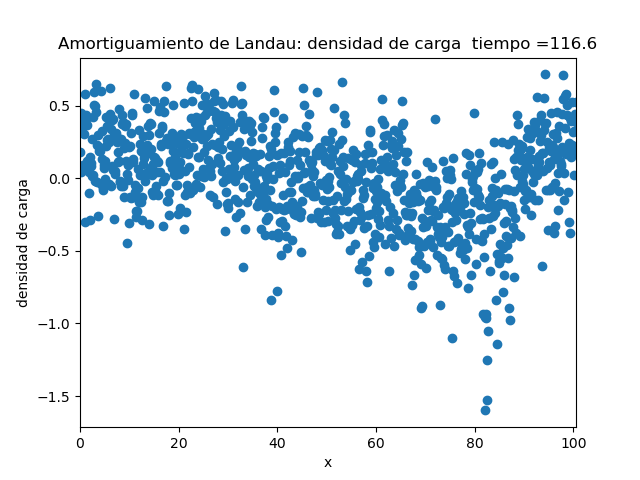 Amortiguamiento de Landau: densidad de carga  tiempo =116.6
densidad de carga
0.5
0.0
−0.5
−1.0
−1.5
0 20 40 60 80 100
x